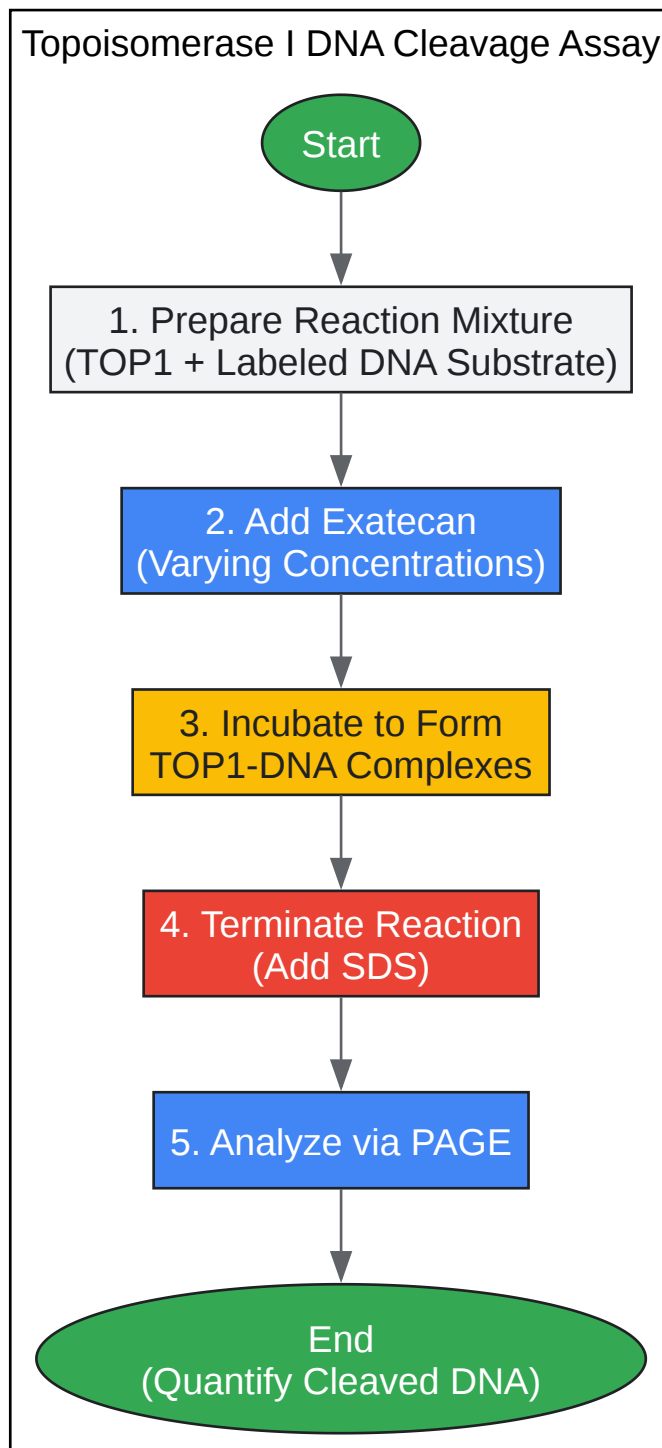 Topoisomerase I DNA Cleavage Assay
Start
1. Prepare Reaction Mixture
(TOP1 + Labeled DNA Substrate)
2. Add Exatecan
(Varying Concentrations)
3. Incubate to Form
TOP1-DNA Complexes
4. Terminate Reaction
(Add SDS)
5. Analyze via PAGE
End
(Quantify Cleaved DNA)